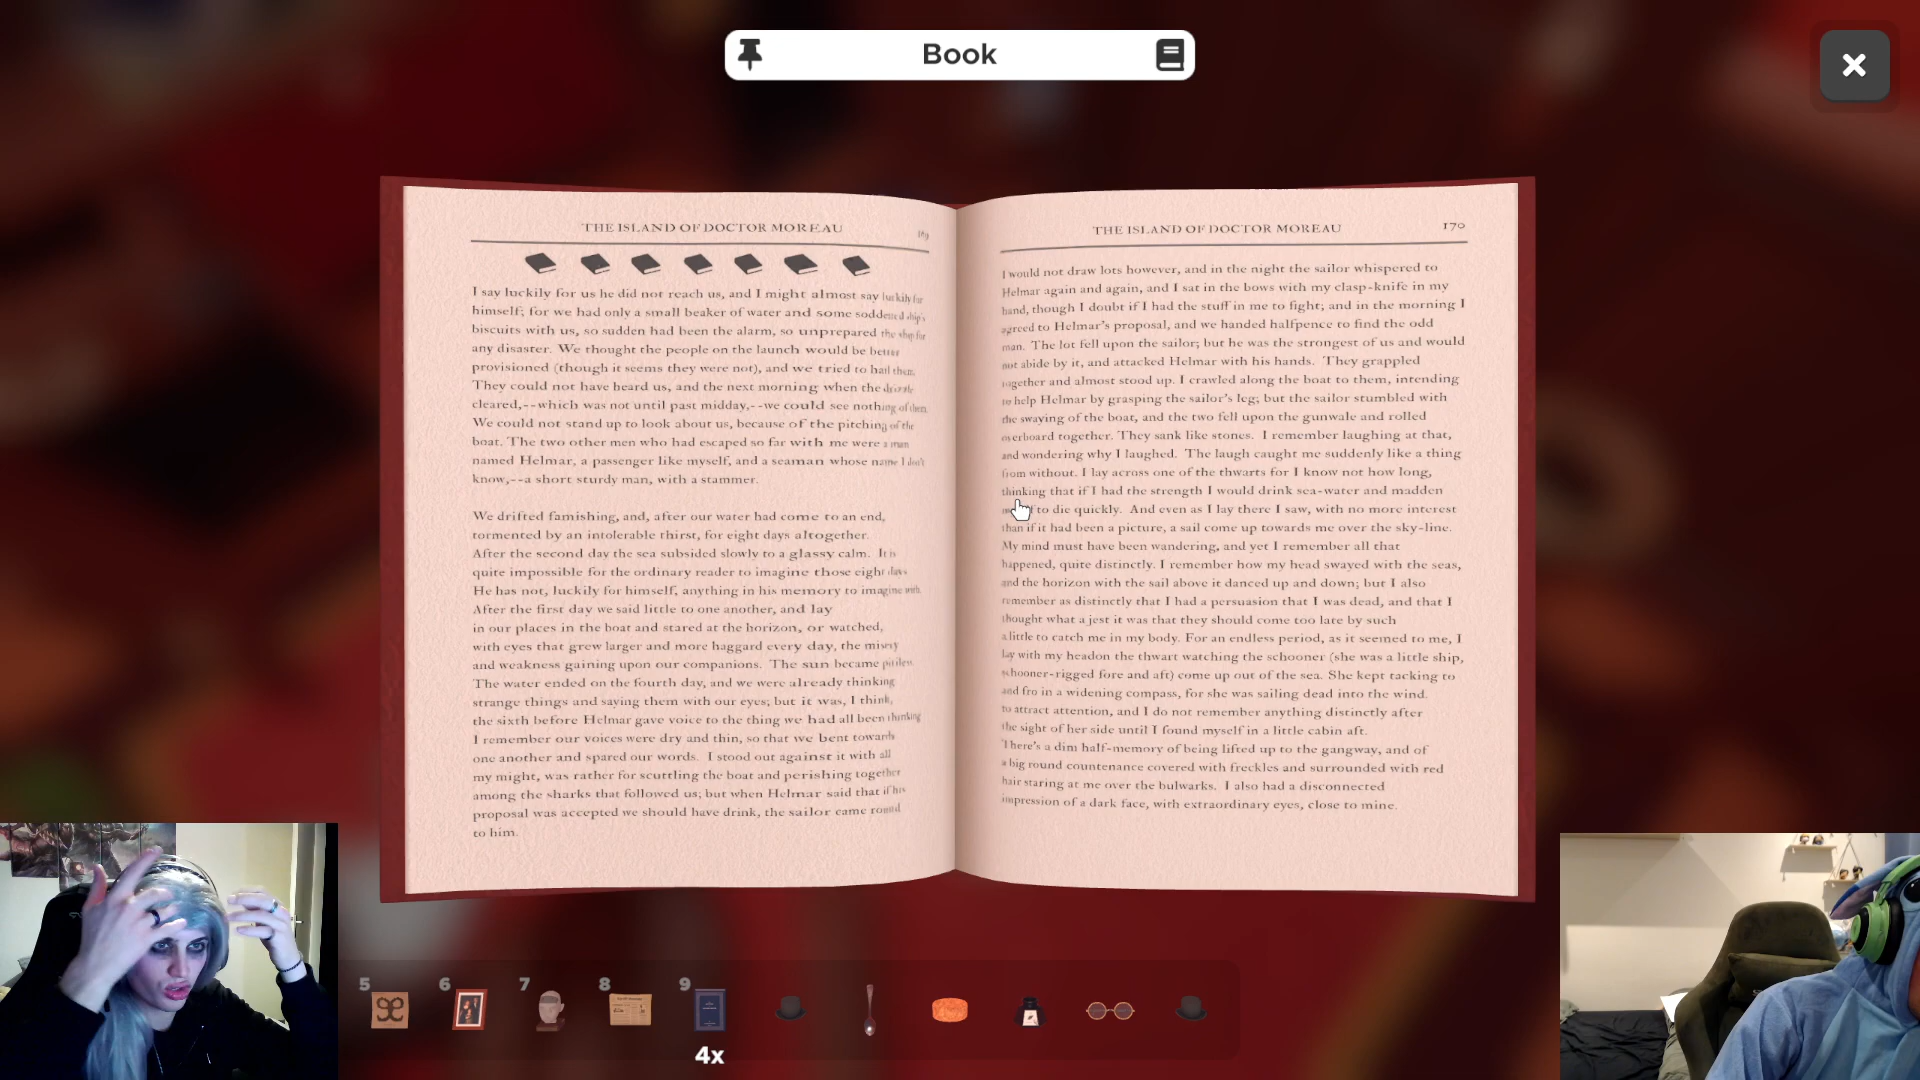 Book
THE ISLAND OF DOCTOR MOREAU
169
I say luckily for us he did not reach us, and I might almost say luckily for
himself; for we had only a small beaker of water and some soddened ship's
biscuits with us, so sudden had been the alarm, so unprepared the ship for
any disaster. We thought the people on the launch would be better
provisioned (though it seems they were not), and we tried to hail them.
They could not have heard us, and the next morning when the drizzle
cleared,--which was not until past midday,--we could see nothing of them.
We could not stand up to look about us, because of the pitching of the
boat. The two other men who had escaped so far with me were a man
named Helmar, a passenger like myself, and a seaman whose name I don't
know,--a short sturdy man, with a stammer.
We drifted famishing, and, after our water had come to an end,
tormented by an intolerable thirst, for eight days altogether.
After the second day the sea subsided slowly to a glassy calm. It is
quite impossible for the ordinary reader to imagine those eight days.
He has not, luckily for himself, anything in his memory to imagine with.
After the first day we said little to one another, and lay
in our places in the boat and stared at the horizon, or watched,
with eyes that grew larger and more haggard every day, the misery
and weakness gaining upon our companions. The sun became pitiless.
The water ended on the fourth day, and we were already thinking
strange things and saying them with our eyes; but it was, I think,
the sixth before Helmar gave voice to the thing we had all been thinking
I remember our voices were dry and thin, so that we bent towards
one another and spared our words. I stood out against it with all
my might, was rather for scuttling the boat and perishing together
among the sharks that followed us; but when Helmar said that if his
proposal was accepted we should have drink, the sailor came round
to him.
THE ISLAND OF DOCTOR MOREAU
170
I would not draw lots however, and in the night the sailor whispered to
Helmar again and again, and I sat in the bows with my clasp-knife in my
hand, though I doubt if I had the stuff in me to fight; and in the morning I
agreed to Helmar's proposal, and we handed halfpence to find the odd
man. The lot fell upon the sailor; but he was the strongest of us and would
not abide by it, and attacked Helmar with his hands. They grappled
together and almost stood up. I crawled along the boat to them, intending
to help Helmar by grasping the sailor's leg; but the sailor stumbled with
the swaying of the boat, and the two fell upon the gunwale and rolled
overboard together. They sank like stones. I remember laughing at that,
and wondering why I laughed. The laugh caught me suddenly like a thing
from without. I lay across one of the thwarts for I know not how long,
thinking that if I had the strength I would drink sea-water and madden
to die quickly. And even as I lay there I saw, with no more interest
than if it had been a picture, a sail come up towards me over the sky-line.
My mind must have been wandering, and yet I remember all that
happened, quite distinctly. I remember how my head swayed with the seas,
and the horizon with the sail above it danced up and down; but I also
remember as distinctly that I had a persuasion that I was dead, and that I
thought what a jest it was that they should come too late by such
a little to catch me in my body. For an endless period, as it seemed to me, I
lay with my headon the thwart watching the schooner (she was a little ship,
schooner-rigged fore and aft) come up out of the sea. She kept tacking to
and fro in a widening compass, for she was sailing dead into the wind.
to attract attention, and I do not remember anything distinctly after
the sight of her side until I found myself in a little cabin aft.
There's a dim half-memory of being lifted up to the gangway, and of
a big round countenance covered with freckles and surrounded with red
hair staring at me over the bulwarks. I also had a disconnected
impression of a dark face, with extraordinary eyes, close to mine.
5
6
7
8
9
4x